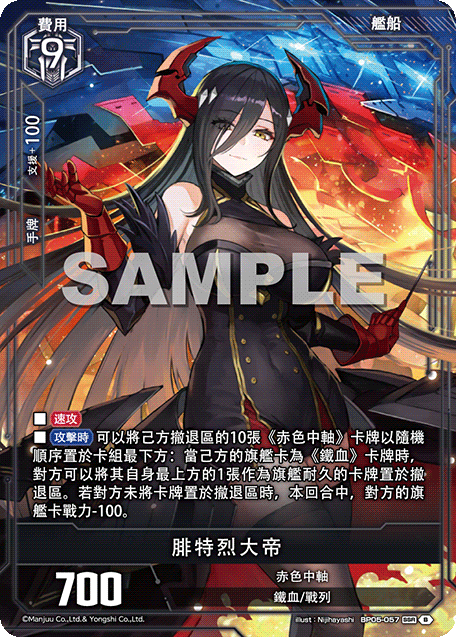 費用
艦船
9
支援+100
手牌
SAMPLE
■ 速攻
■ 攻擊時 可以將己方撤退區的10張《赤色中軸》卡牌以隨機
順序置於卡組最下方：當己方的旗艦卡為《鐵血》卡牌時，
對方可以將其自身最上方的1張作為旗艦耐久的卡牌置於撤
退區。若對方未將卡牌置於撤退區時，本回合中，對方的旗
艦卡戰力-100。
腓特烈大帝
700
赤色中軸
鐵血/戰列
©Manjuu Co.,Ltd.& Yongshi Co.,Ltd.
illust : Nijihayashi BP05-057 SSR B